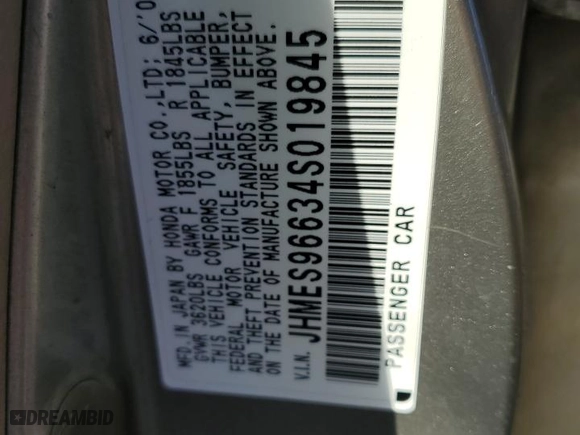 MFD. IN JAPAN BY HONDA MOTOR CO.,LTD; 6/'0
GVWR 3620LBS GAWR F 1855LBS R 1845LBS
THIS VEHICLE CONFORMS TO ALL APPLICABLE
FEDERAL MOTOR VEHICLE SAFETY, BUMPER,
AND THEFT PREVENTION STANDARDS IN EFFECT
ON THE DATE OF MANUFACTURE SHOWN ABOVE.
V.I.N. JHMES96634S019845
PASSENGER CAR
DREAMBID